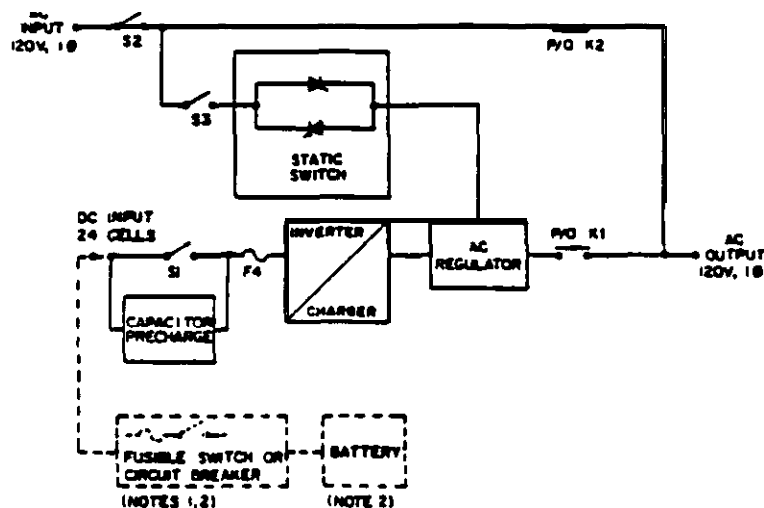 INPUT
120V, 1Ø
S2
P/O K2
S3
STATIC
SWITCH
DC INPUT
24 CELLS
S1
F4
INVERTER
CHARGER
AC
REGULATOR
P/O K1
AC
OUTPUT
120V, 1Ø
CAPACITOR
PRECHARGE
FUSIBLE SWITCH OR
CIRCUIT BREAKER
BATTERY
(NOTES 1,2)
(NOTE 2)